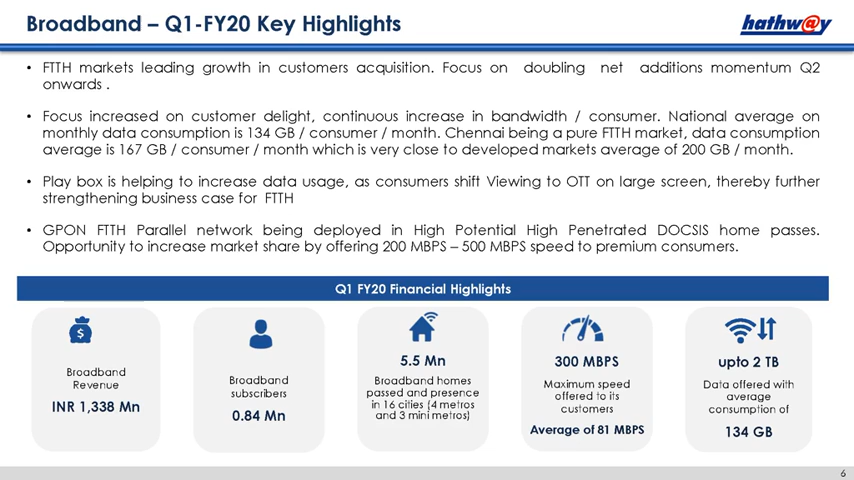 Broadband – Q1-FY20 Key Highlights
hathw@y
• FTTH markets leading growth in customers acquisition. Focus on doubling net additions momentum Q2
onwards .
• Focus increased on customer delight, continuous increase in bandwidth / consumer. National average on
monthly data consumption is 134 GB / consumer / month. Chennai being a pure FTTH market, data consumption
average is 167 GB / consumer / month which is very close to developed markets average of 200 GB / month.
• Play box is helping to increase data usage, as consumers shift Viewing to OTT on large screen, thereby further
strengthening business case for FTTH
• GPON FTTH Parallel network being deployed in High Potential High Penetrated DOCSIS home passes.
Opportunity to increase market share by offering 200 MBPS – 500 MBPS speed to premium consumers.
Q1 FY20 Financial Highlights
$
Broadband
Revenue
INR 1,338 Mn
Broadband
subscribers
0.84 Mn
5.5 Mn
Broadband homes
passed and presence
in 16 cities (4 metros
and 3 mini metros)
300 MBPS
Maximum speed
offered to its
customers
Average of 81 MBPS
upto 2 TB
Data offered with
average
consumption of
134 GB
6